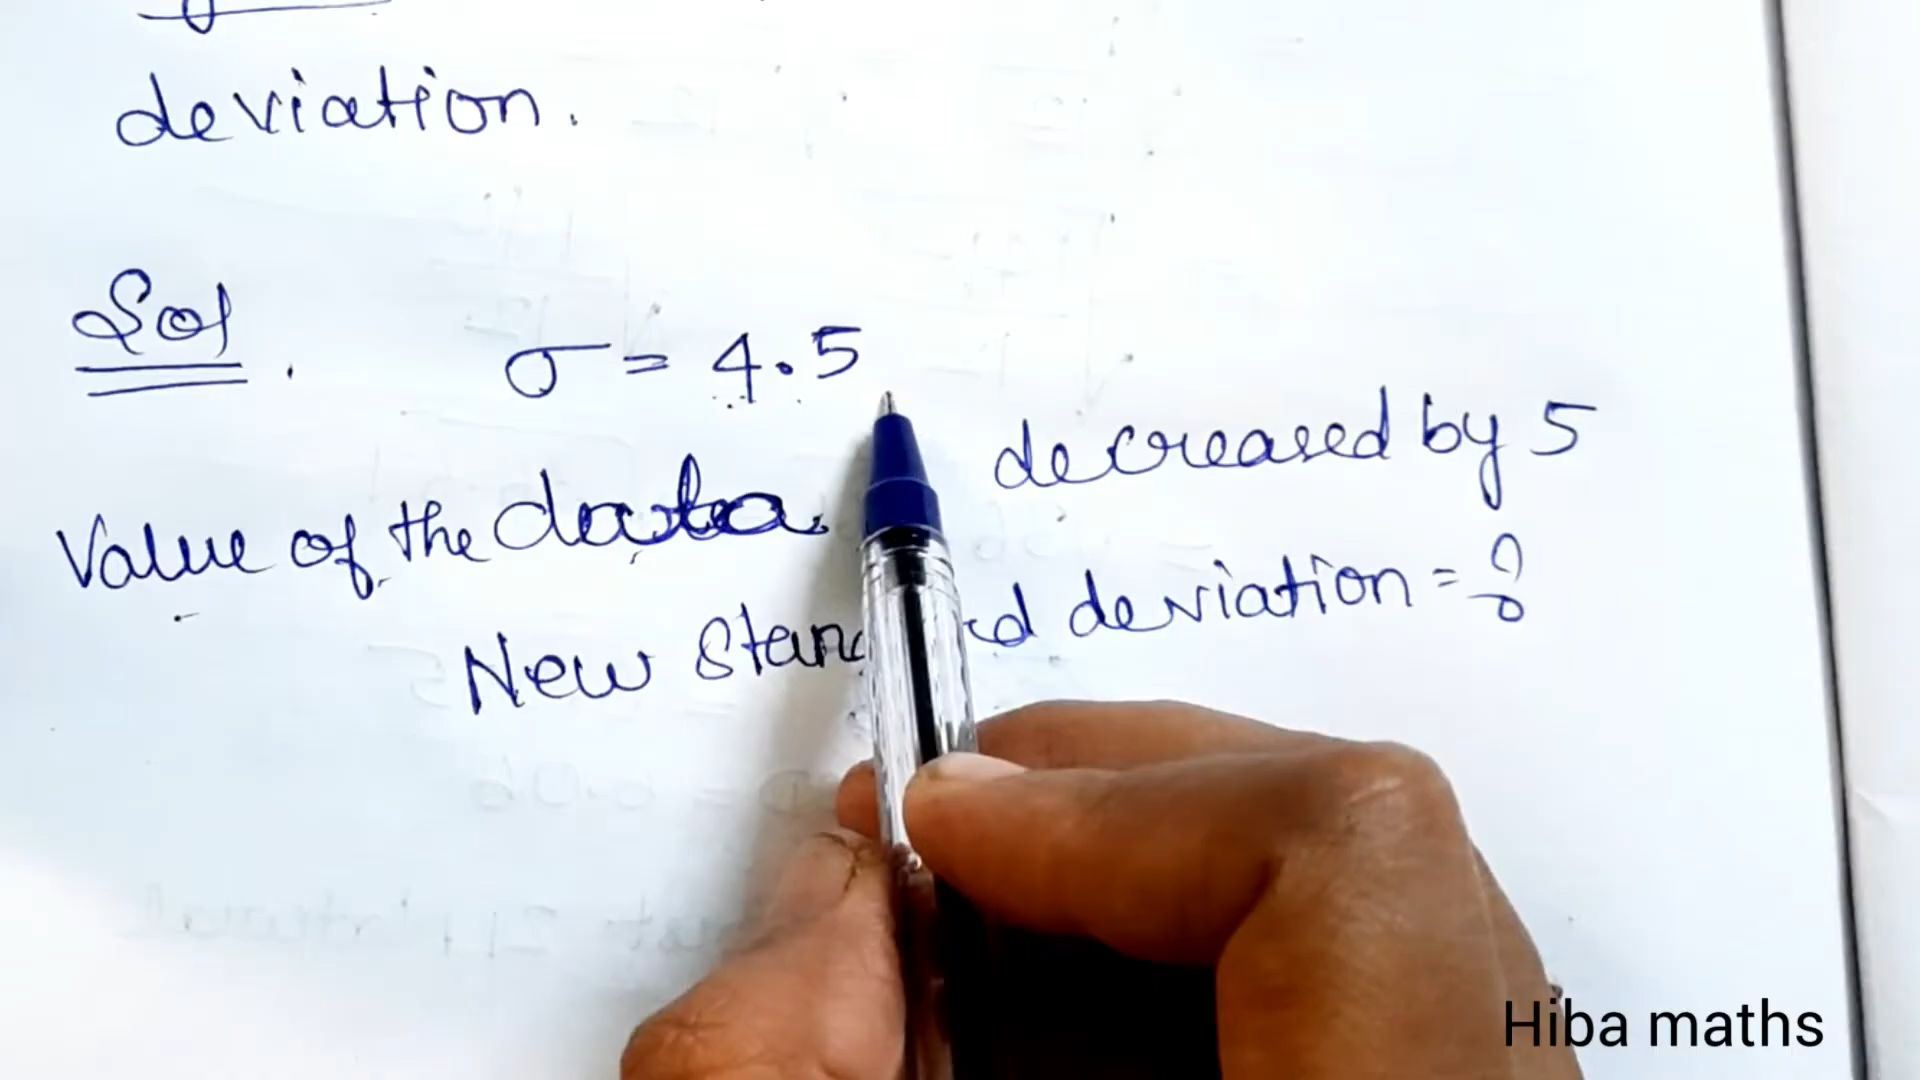 deviation.
Sol. σ = 4.5
Value of the data decreased by 5
New deviation = ?
Hiba maths